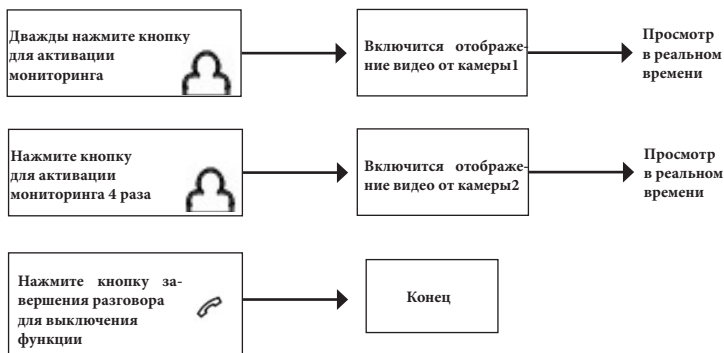 Дважды нажмите кнопку
для активации
мониторинга
Включится отображе-
ние видео от камеры1
Просмотр
в реальном
времени
Нажмите кнопку
для активации
мониторинга 4 раза
Включится отображе-
ние видео от камеры2
Просмотр
в реальном
времени
Нажмите кнопку за-
вершения разговора
для выключения
функции
Конец